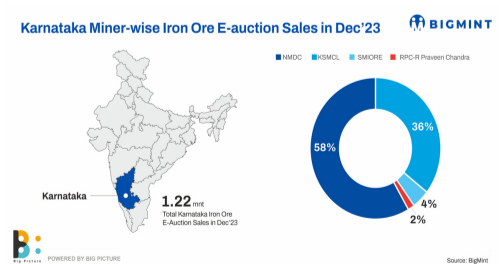 Karnataka Miner-wise Iron Ore E-auction Sales in Dec'23
BIGMINT
NMDC KSMCL SMIORE RPC-R Praveen Chandra
36%
58%
4%
2%
Karnataka
1.22 mnt
Total Karnataka Iron Ore
E-Auction Sales in Dec'23
Big Picture
POWERED BY BIG PICTURE
Source: BigMint